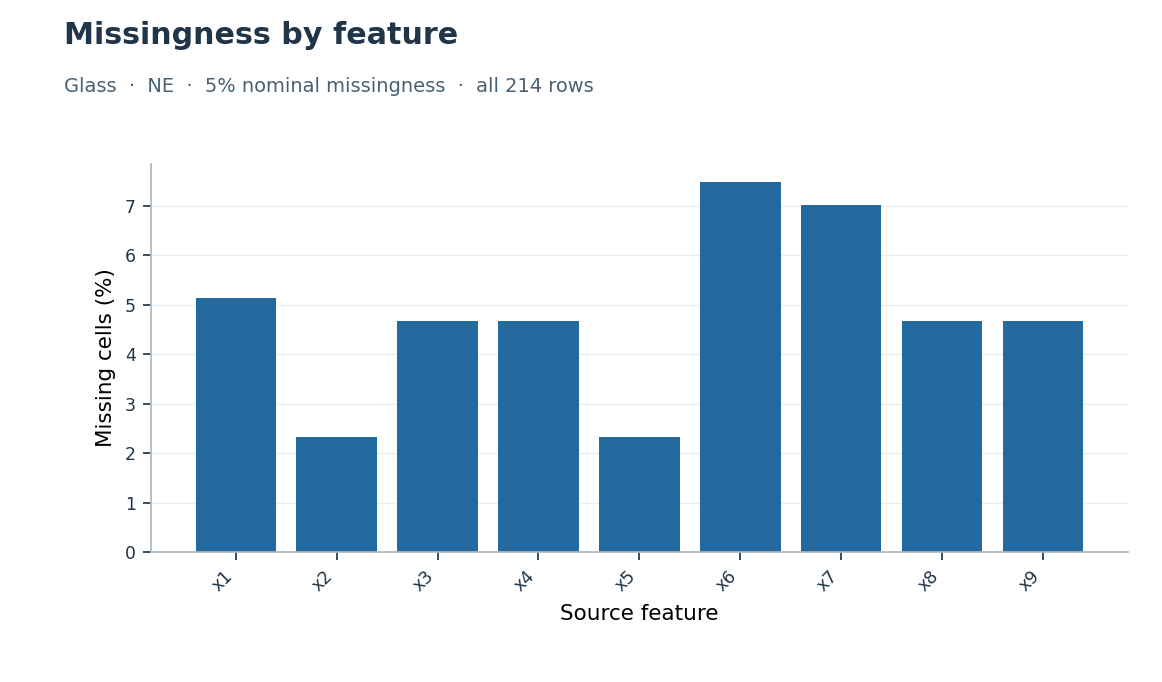 Missingness by feature
Glass · NE · 5% nominal missingness · all 214 rows
Missing cells (%)
7
6
5
4
3
2
1
0
x1 x2 x3 x4 x5 x6 x7 x8 x9
Source feature